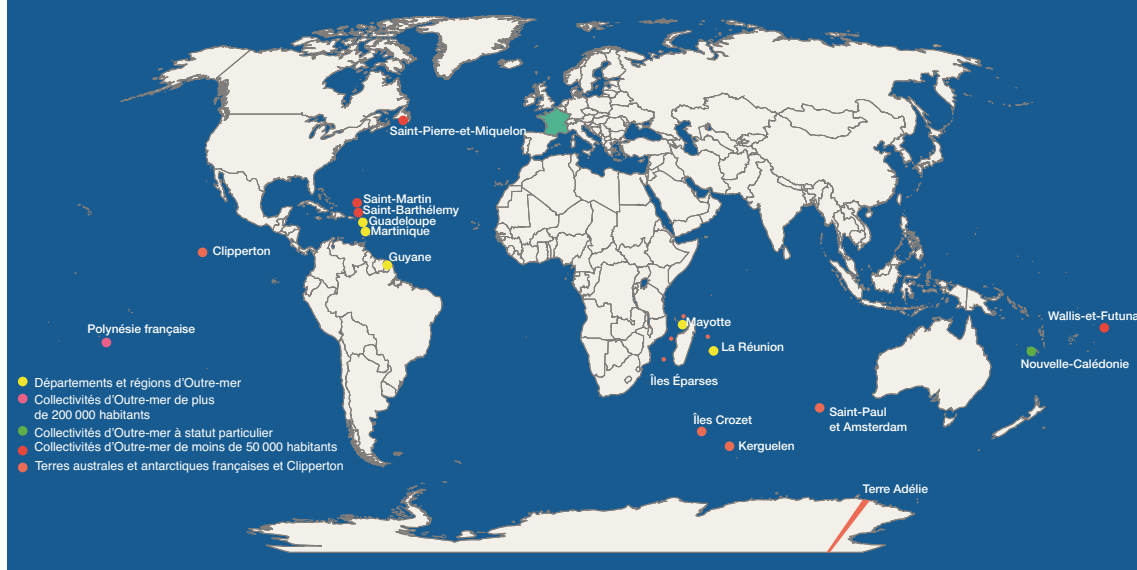 Saint-Pierre-et-Miquelon
Saint-Martin
Saint-Barthélemy
Guadeloupe
Martinique
Clipperton
Guyane
Polynésie française
Mayotte
La Réunion
Îles Éparses
Wallis-et-Futuna
Nouvelle-Calédonie
Saint-Paul
et Amsterdam
Îles Crozet
Kerguelen
Terre Adélie
Départements et régions d'Outre-mer
Collectivités d'Outre-mer de plus
de 200 000 habitants
Collectivités d'Outre-mer à statut particulier
Collectivités d'Outre-mer de moins de 50 000 habitants
Terres australes et antarctiques françaises et Clipperton